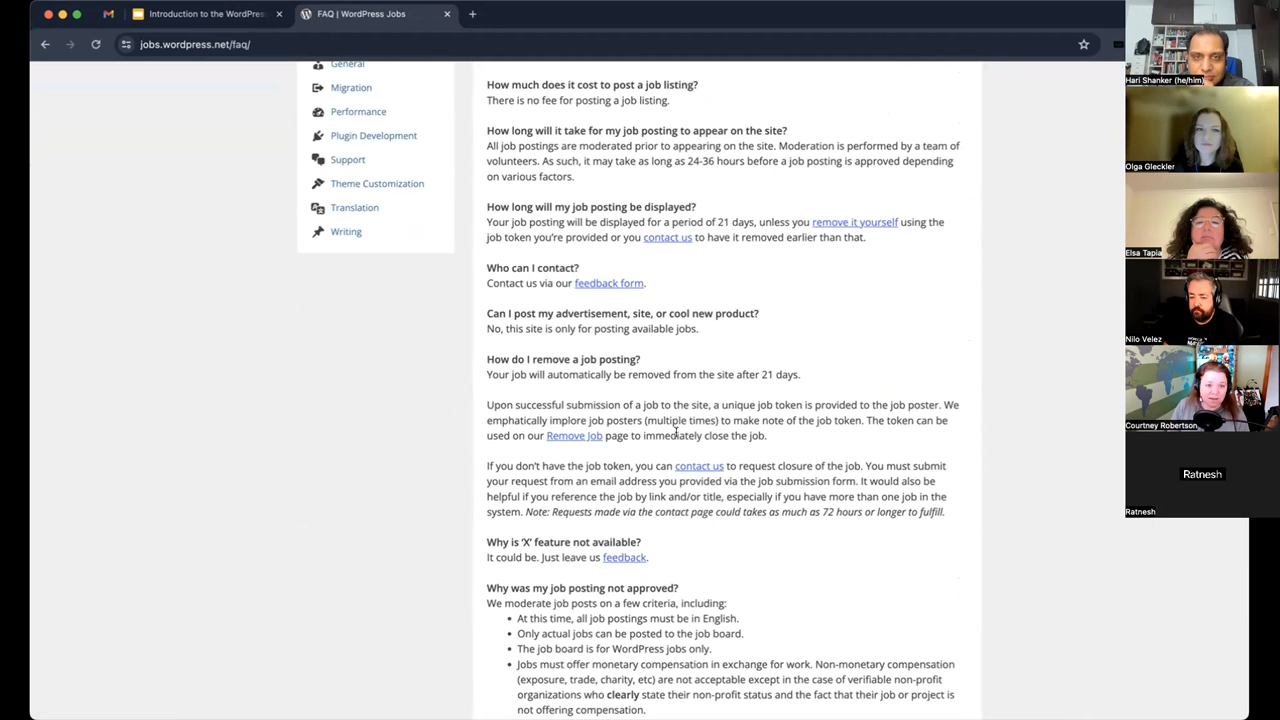 Introduction to the WordPress
FAQ | WordPress Jobs
jobs.wordpress.net/faq/
General
Migration
Performance
Plugin Development
Support
Theme Customization
Translation
Writing
How much does it cost to post a job listing?
There is no fee for posting a job listing.
How long will it take for my job posting to appear on the site?
All job postings are moderated prior to appearing on the site. Moderation is performed by a team of
volunteers. As such, it may take as long as 24-36 hours before a job posting is approved depending
on various factors.
How long will my job posting be displayed?
Your job posting will be displayed for a period of 21 days, unless you remove it yourself using the
job token you're provided or you contact us to have it removed earlier than that.
Who can I contact?
Contact us via our feedback form.
Can I post my advertisement, site, or cool new product?
No, this site is only for posting available jobs.
How do I remove a job posting?
Your job will automatically be removed from the site after 21 days.
Upon successful submission of a job to the site, a unique job token is provided to the job poster. We
emphatically implore job posters (multiple times) to make note of the job token. The token can be
used on our Remove Job page to immediately close the job.
If you don't have the job token, you can contact us to request closure of the job. You must submit
your request from an email address you provided via the job submission form. It would also be
helpful if you reference the job by link and/or title, especially if you have more than one job in the
system. Note: Requests made via the contact page could takes as much as 72 hours or longer to fulfill.
Why is 'X' feature not available?
It could be. Just leave us feedback.
Why was my job posting not approved?
We moderate job posts on a few criteria, including:
• At this time, all job postings must be in English.
• Only actual jobs can be posted to the job board.
• The job board is for WordPress jobs only.
• Jobs must offer monetary compensation in exchange for work. Non-monetary compensation
(exposure, trade, charity, etc) are not acceptable except in the case of verifiable non-profit
organizations who clearly state their non-profit status and the fact that their job or project is
not offering compensation.
Hari Shanker (he/him)
Olga Gleckler
Elsa Tapia
Nilo Velez
Courtney Robertson,
Ratnesh
Ratnesh